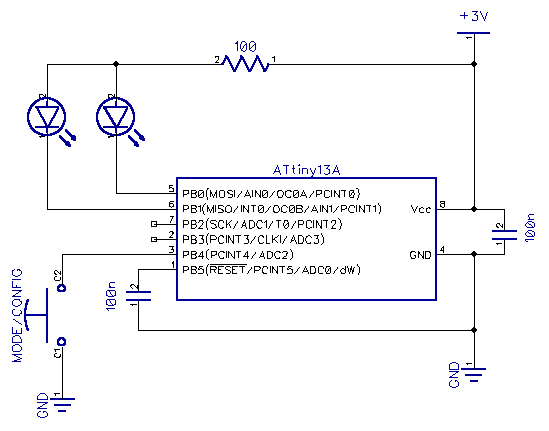 +3V
1
100
2 1
2 2
ATtiny13A
5 PB0(MOSI/AIN0/OC0A/PCINT0)
6 PB1(MISO/INT0/OC0B/AIN1/PCINT1) Vcc 8
7 PB2(SCK/ADC1/T0/PCINT2)
2 PB3(PCINT3/CLKI/ADC3)
3 PB4(PCINT4/ADC2) GND 4
1 PB5(RESET/PCINT5/ADC0/dW)
1 2
100n
1 2
100n
C2
MODE/CONFIG
C1
1
GND
1
GND